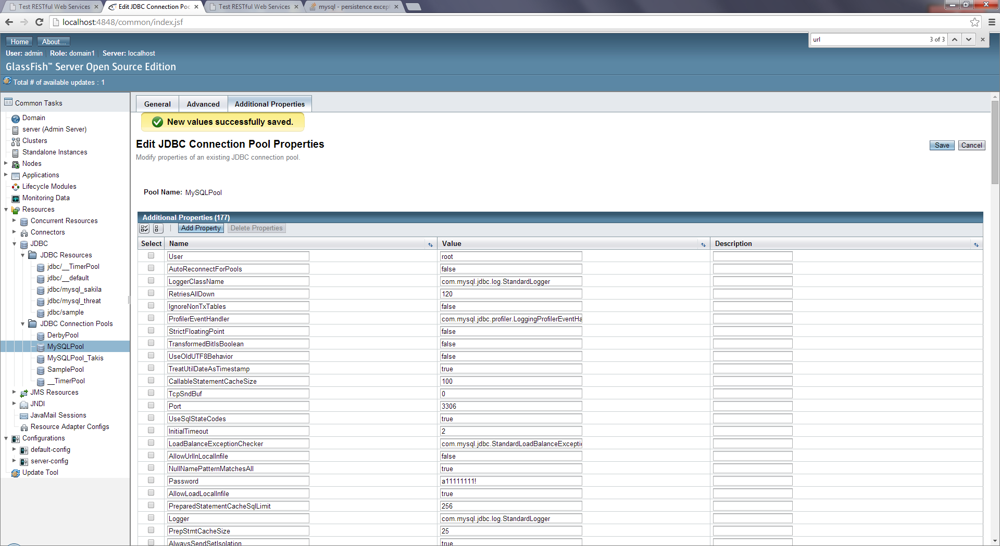 Test RESTful Web Services
Edit JDBC Connection Poo
Test RESTful Web Services
mysql - persistence except
localhost:4848/common/index.jsf
url 3 of 3
Home About...
User: admin Role: domain1 Server: localhost
GlassFish™ Server Open Source Edition
Total # of available updates : 1
Common Tasks
Domain
server (Admin Server)
Clusters
Standalone Instances
Nodes
Applications
Lifecycle Modules
Monitoring Data
Resources
Concurrent Resources
Connectors
JDBC
JDBC Resources
jdbc/__TimerPool
jdbc/__default
jdbc/mysql_sakila
jdbc/mysql_threat
jdbc/sample
JDBC Connection Pools
DerbyPool
MySQLPool
MySQLPool_Takis
SamplePool
__TimerPool
JMS Resources
JNDI
JavaMail Sessions
Resource Adapter Configs
Configurations
default-config
server-config
Update Tool
General Advanced Additional Properties
New values successfully saved.
Edit JDBC Connection Pool Properties
Save Cancel
Modify properties of an existing JDBC connection pool.
Pool Name: MySQLPool
Additional Properties (177)
Add Property Delete Properties
Select Name Value Description
User root
AutoReconnectForPools false
LoggerClassName com.mysql.jdbc.log.StandardLogger
RetriesAllDown 120
IgnoreNonTxTables false
ProfilerEventHandler com.mysql.jdbc.profiler.LoggingProfilerEventHa
StrictFloatingPoint false
TransformedBitIsBoolean false
UseOldUTF8Behavior false
TreatUtilDateAsTimestamp true
CallableStatementCacheSize 100
TcpSndBuf 0
Port 3306
UseSqlStateCodes true
InitialTimeout 2
LoadBalanceExceptionChecker com.mysql.jdbc.StandardLoadBalanceExcepti
AllowUrlInLocalInfile false
NullNamePatternMatchesAll true
Password a11111111!
AllowLoadLocalInfile true
PreparedStatementCacheSqlLimit 256
Logger com.mysql.jdbc.log.StandardLogger
PrepStmtCacheSize 25
AlwaysSendSetIsolation true